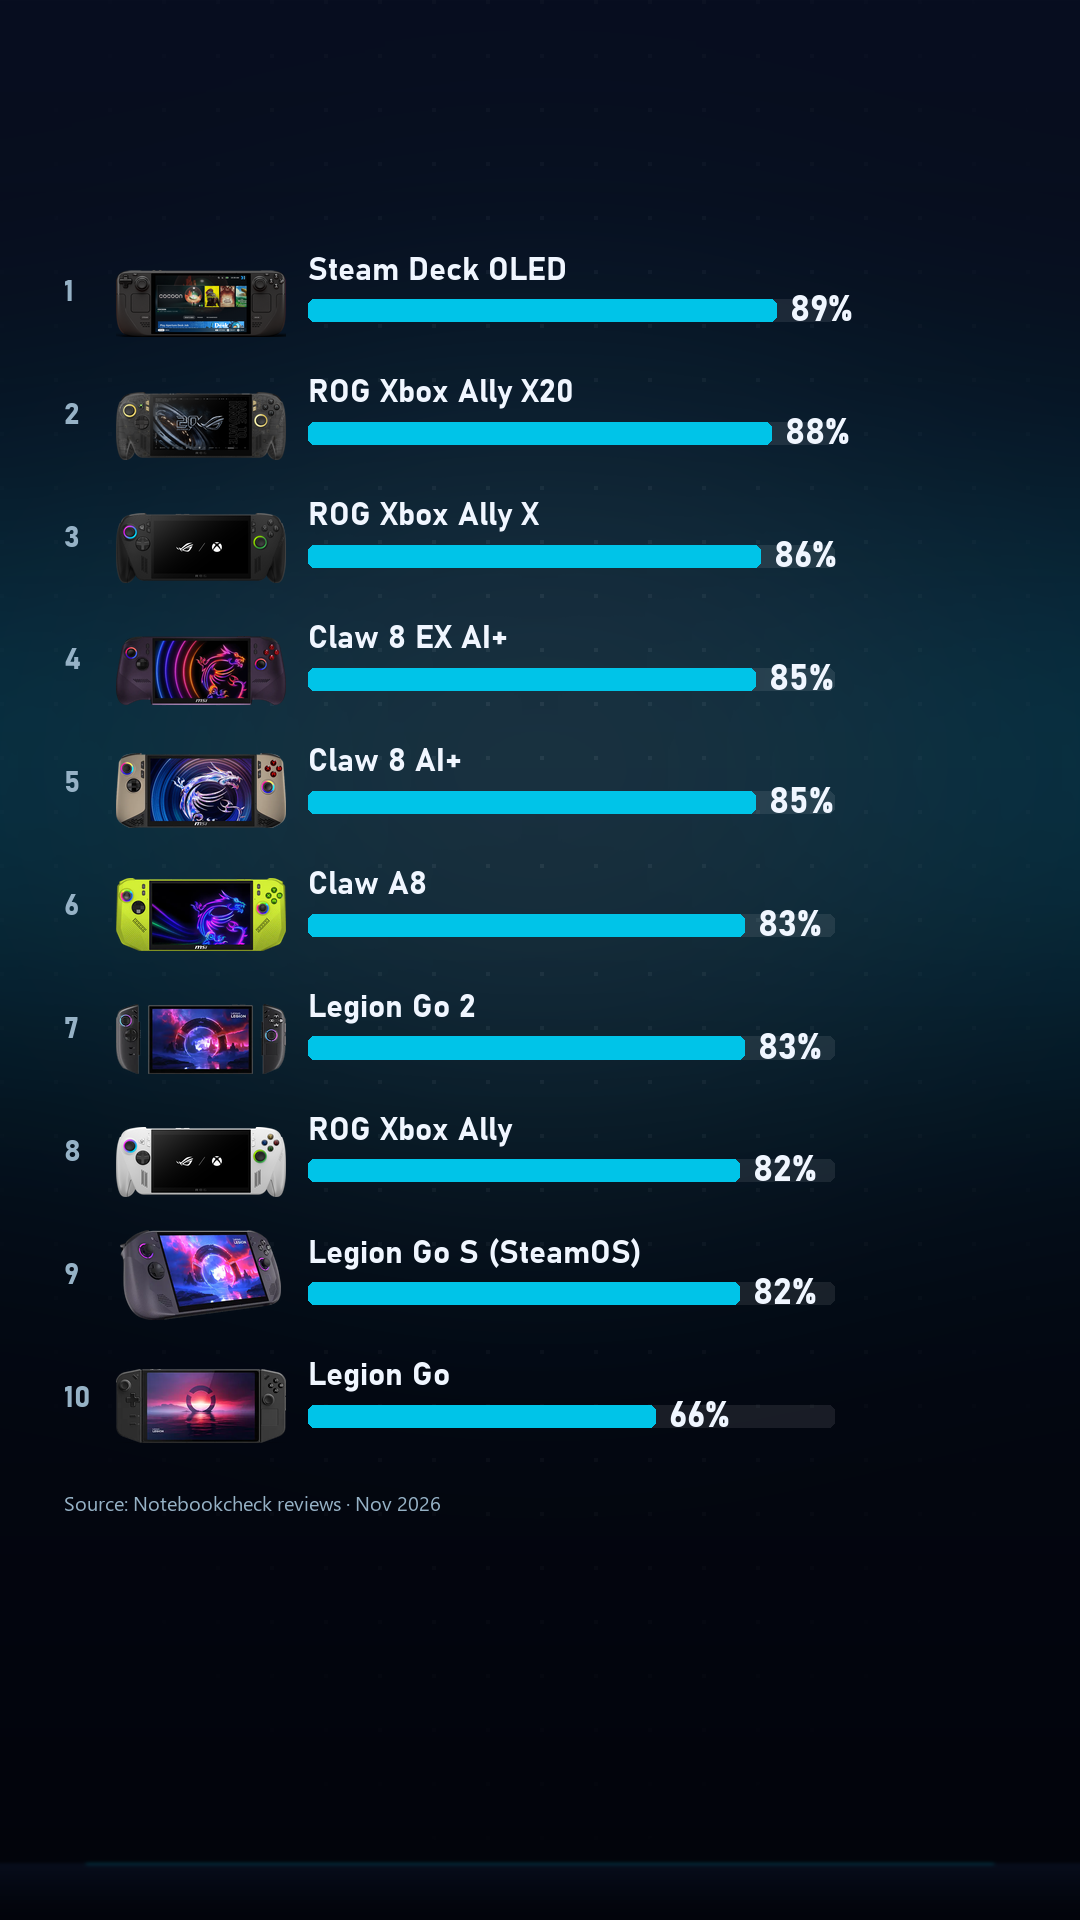 1
Steam Deck OLED
89%
2
ROG Xbox Ally X20
88%
3
ROG Xbox Ally X
86%
4
Claw 8 EX AI+
85%
5
Claw 8 AI+
85%
6
Claw A8
83%
7
Legion Go 2
83%
8
ROG Xbox Ally
82%
9
Legion Go S (SteamOS)
82%
10
Legion Go
66%
Source: Notebookcheck reviews · Nov 2026